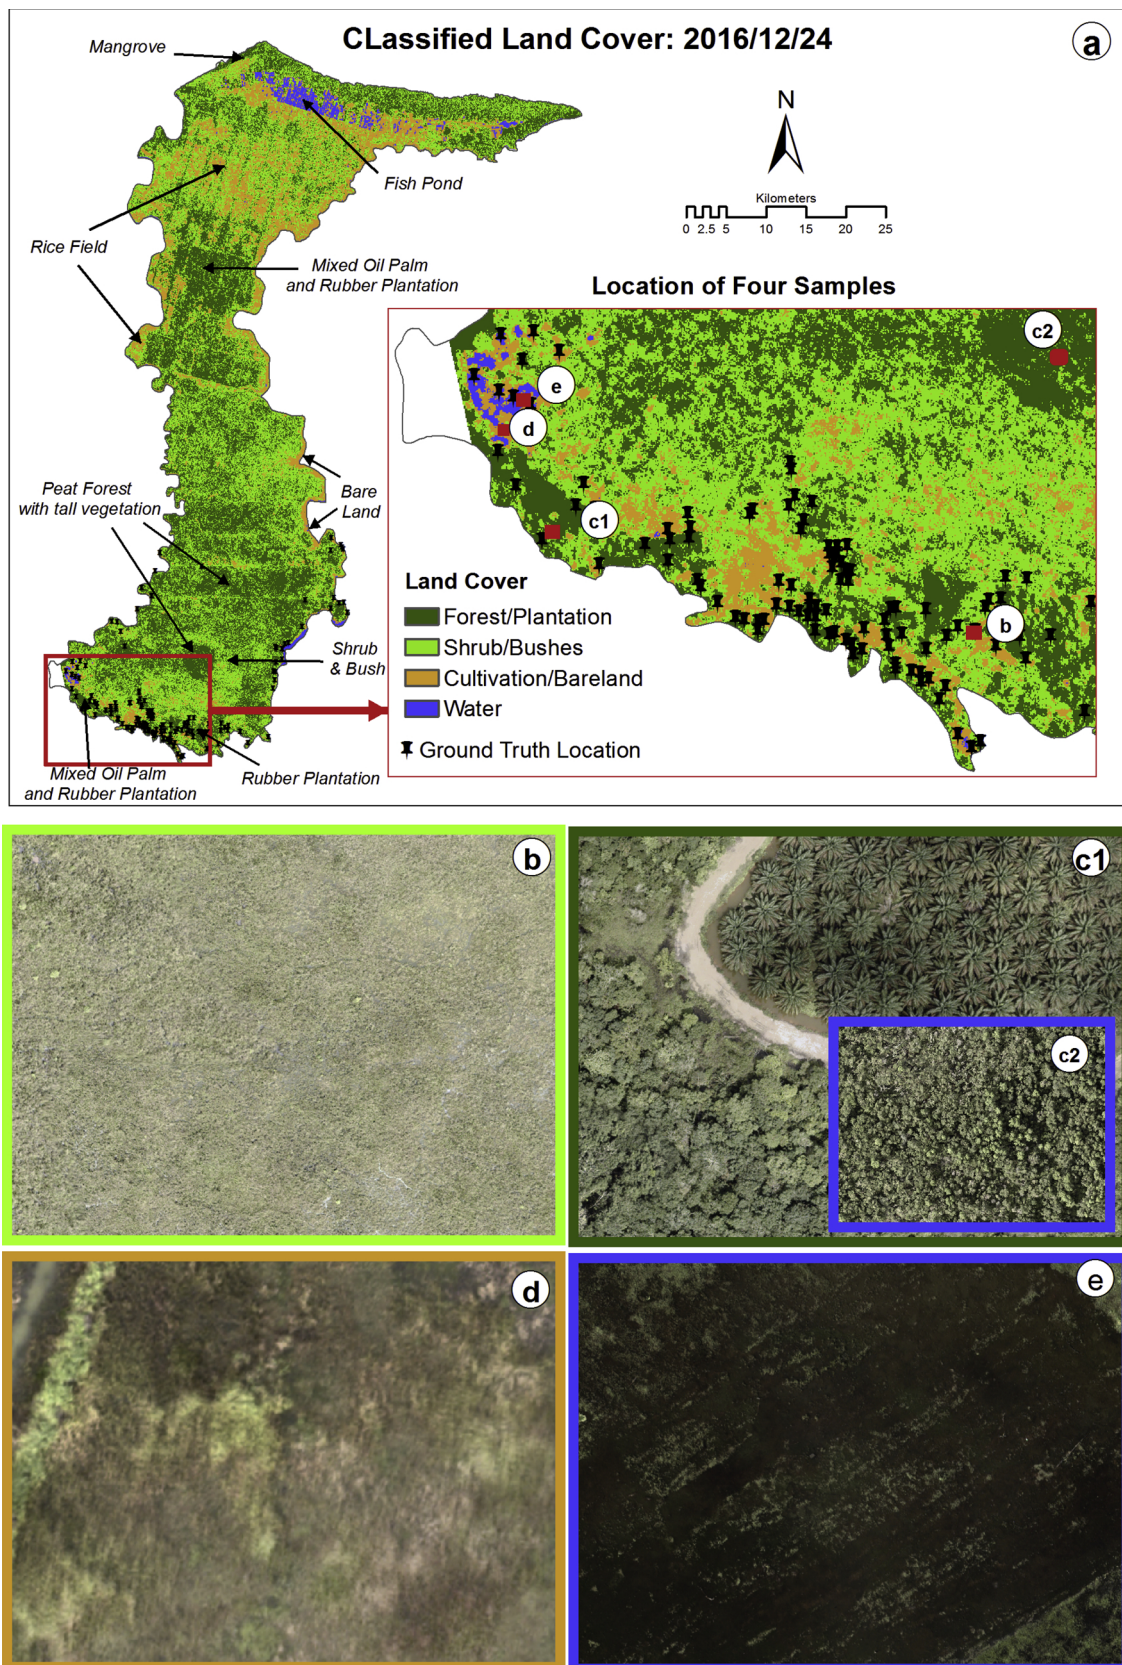 CLassified Land Cover: 2016/12/24
a
Mangrove
N
Fish Pond
Kilometers
0 2.5 5 10 15 20 25
Rice Field
Mixed Oil Palm
and Rubber Plantation
Location of Four Samples
c2
e
d
Peat Forest
with tall vegetation
Bare
Land
c1
Land Cover
Forest/Plantation
Shrub/Bushes
Cultivation/Bareland
Water
Ground Truth Location
b
Shrub
& Bush
Mixed Oil Palm
and Rubber Plantation
Rubber Plantation
b
c1
c2
d
e